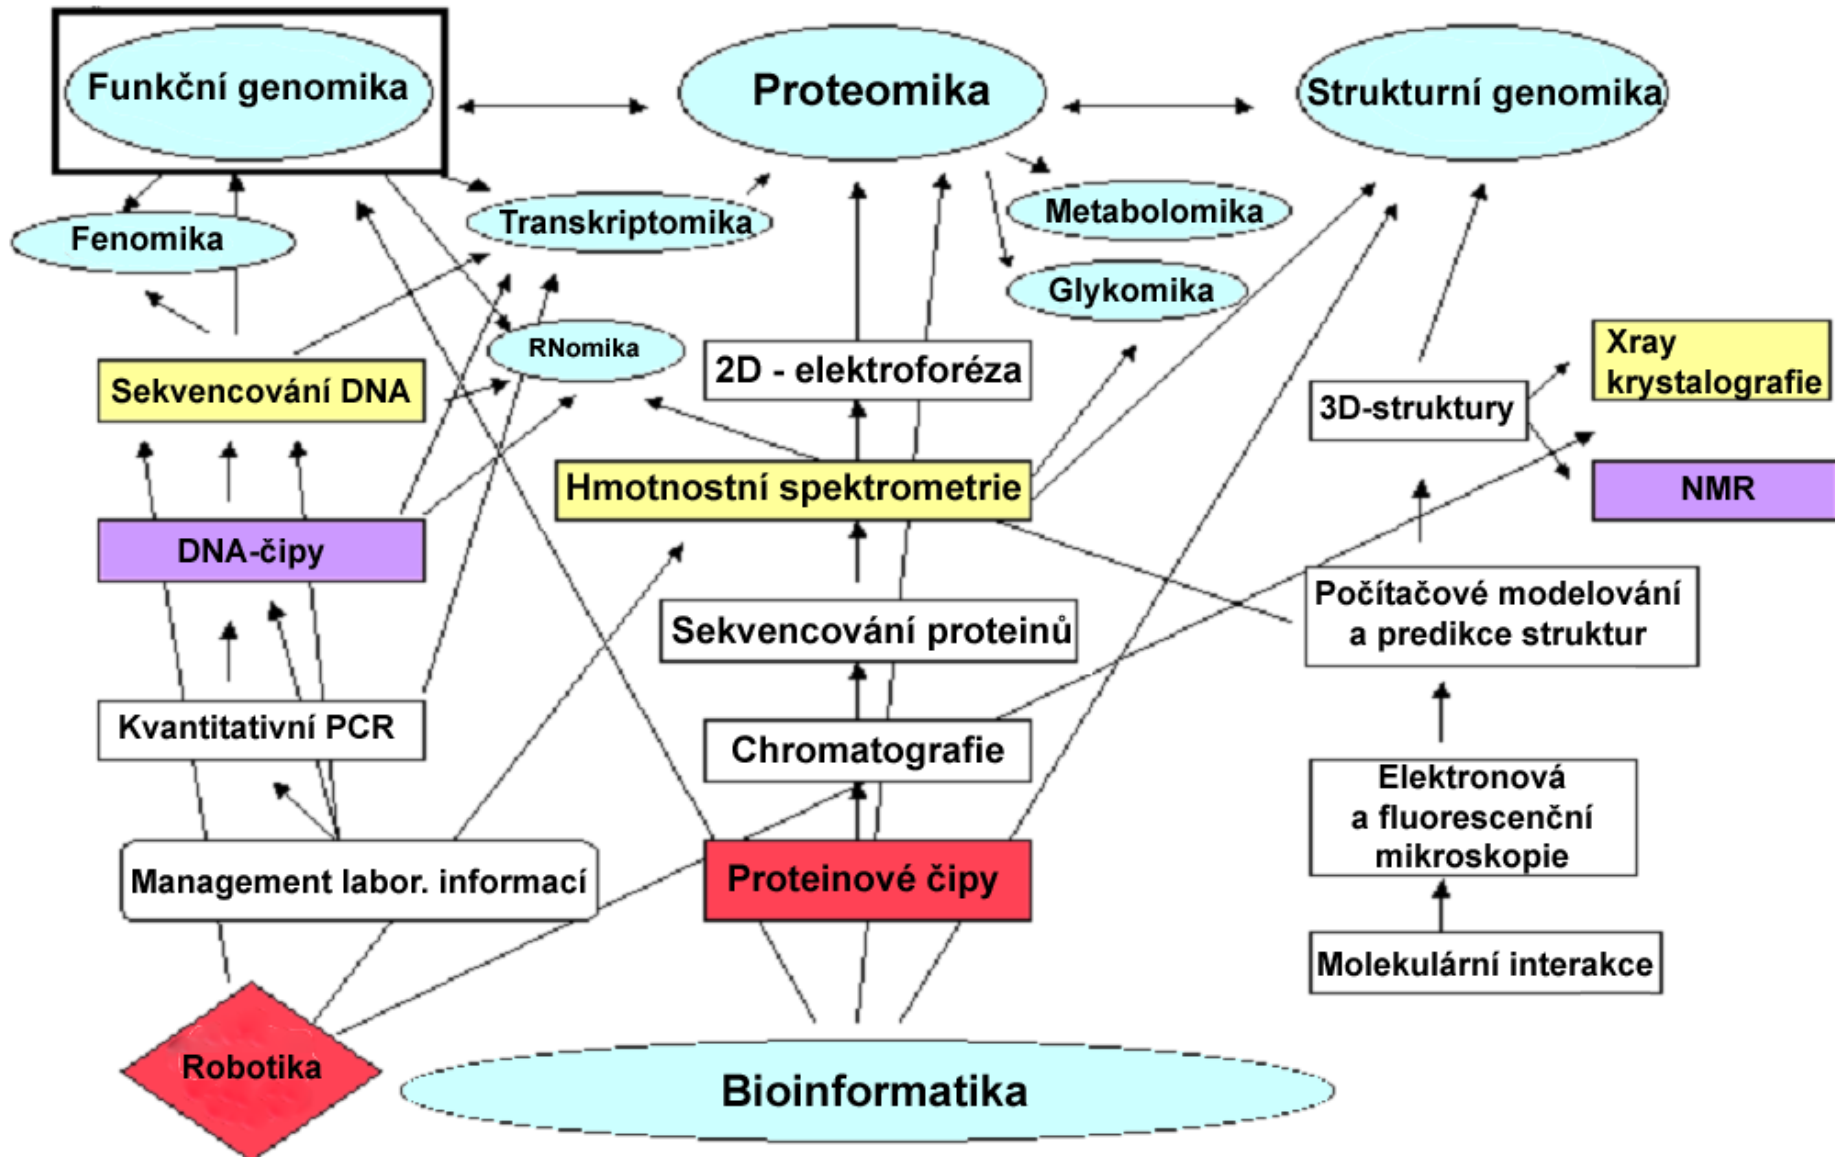 Funkční genomika
Proteomika
Strukturní genomika
Fenomika
Transkriptomika
Metabolomika
Glykomika
RNomika
Sekvencování DNA
2D - elektroforéza
3D-struktury
Xray
krystalografie
Hmotnostní spektrometrie
NMR
DNA-čipy
Sekvencování proteinů
Počítačové modelování
a predikce struktur
Kvantitativní PCR
Chromatografie
Elektronová
a fluorescenční
mikroskopie
Management labor. informací
Proteinové čipy
Molekulární interakce
Robotika
Bioinformatika